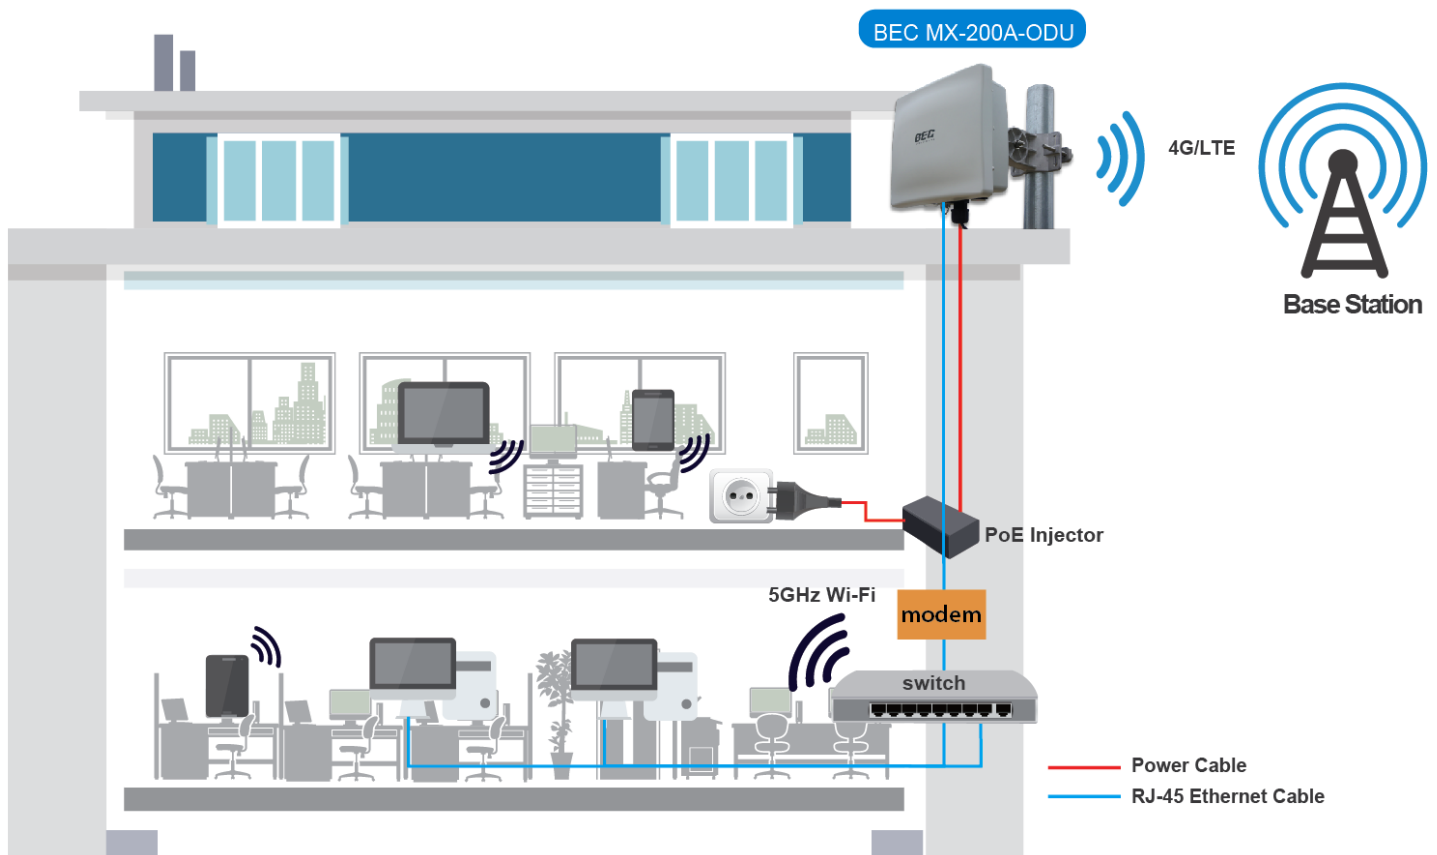 BEC MX-200A-ODU
BEC
4G/LTE
Base Station
PoE Injector
5GHz Wi-Fi
modem
switch
Power Cable
RJ-45 Ethernet Cable